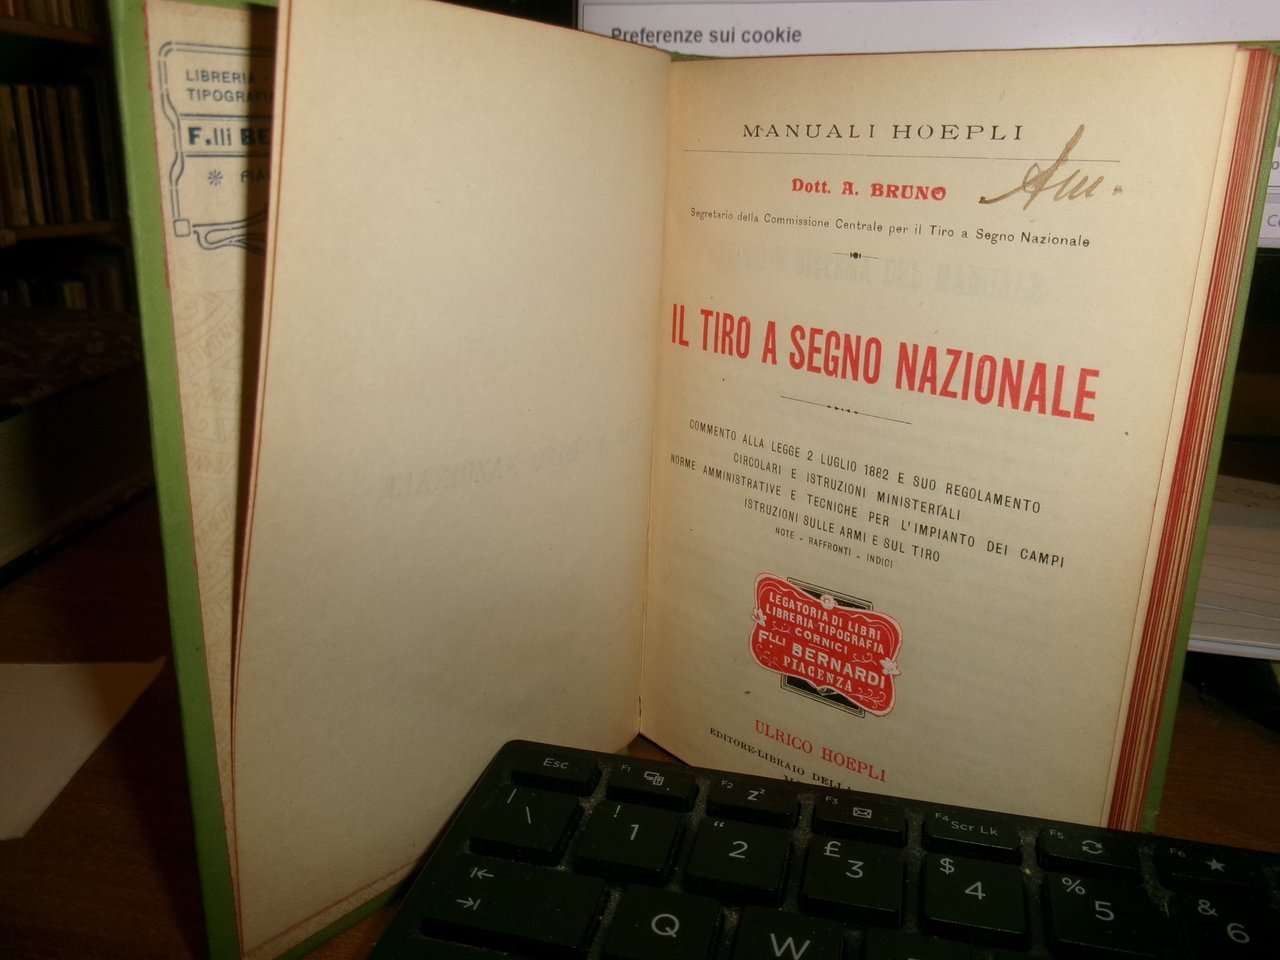 Preferenze sui cookie
LIBRERIA
TIPOGRAFIA
F.lli BE
PIA
MANUALI HOEPLI
Dott. A. BRUNO
Segretario della Commissione Centrale per il Tiro a Segno Nazionale
IL TIRO A SEGNO NAZIONALE
COMMENTO ALLA LEGGE 2 LUGLIO 1882 E SUO REGOLAMENTO
CIRCOLARI E ISTRUZIONI MINISTERIALI
NORME AMMINISTRATIVE E TECNICHE PER L'IMPIANTO DEI CAMPI
ISTRUZIONI SULLE ARMI E SUL TIRO
NOTE - RAFFRONTI - INDICI
LEGATORIA DI LIBRI
LIBRERIA-TIPOGRAFIA
CORNICI
F.LLI BERNARDI
PIACENZA
ULRICO HOEPLI
EDITORE-LIBRAIO DELLA
Esc F1 F2 zz F3 F4 Scr Lk F5 F6
| \ ! 1 “ 2 £ 3 $ 4 % 5 & 6
Q W